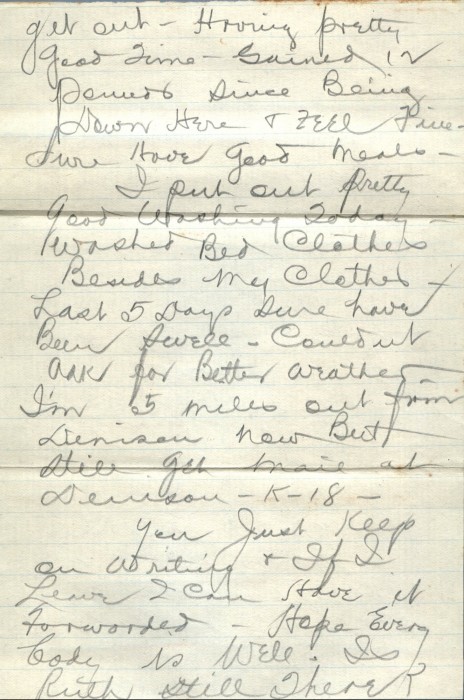 get out - Having pretty
Good Time - Gained 12
Pounds Since Being
Down Here + Feel Fine -
Sure Have Good Meals -
I put out Pretty
Good Washing Today -
Washed Bed Clothes
Besides My Clothes -
Last 5 Days Sure have
Been Swell - Couldnt
Ask for Better Weather
I'm 5 miles out from
Denison Now But
Still Get Mail at
Denison - K-18 -
You Just Keep
on Writing + If I
Leave I Can Have it
Forwarded - Hope Every
body is Well. Is
Ruth Still There?